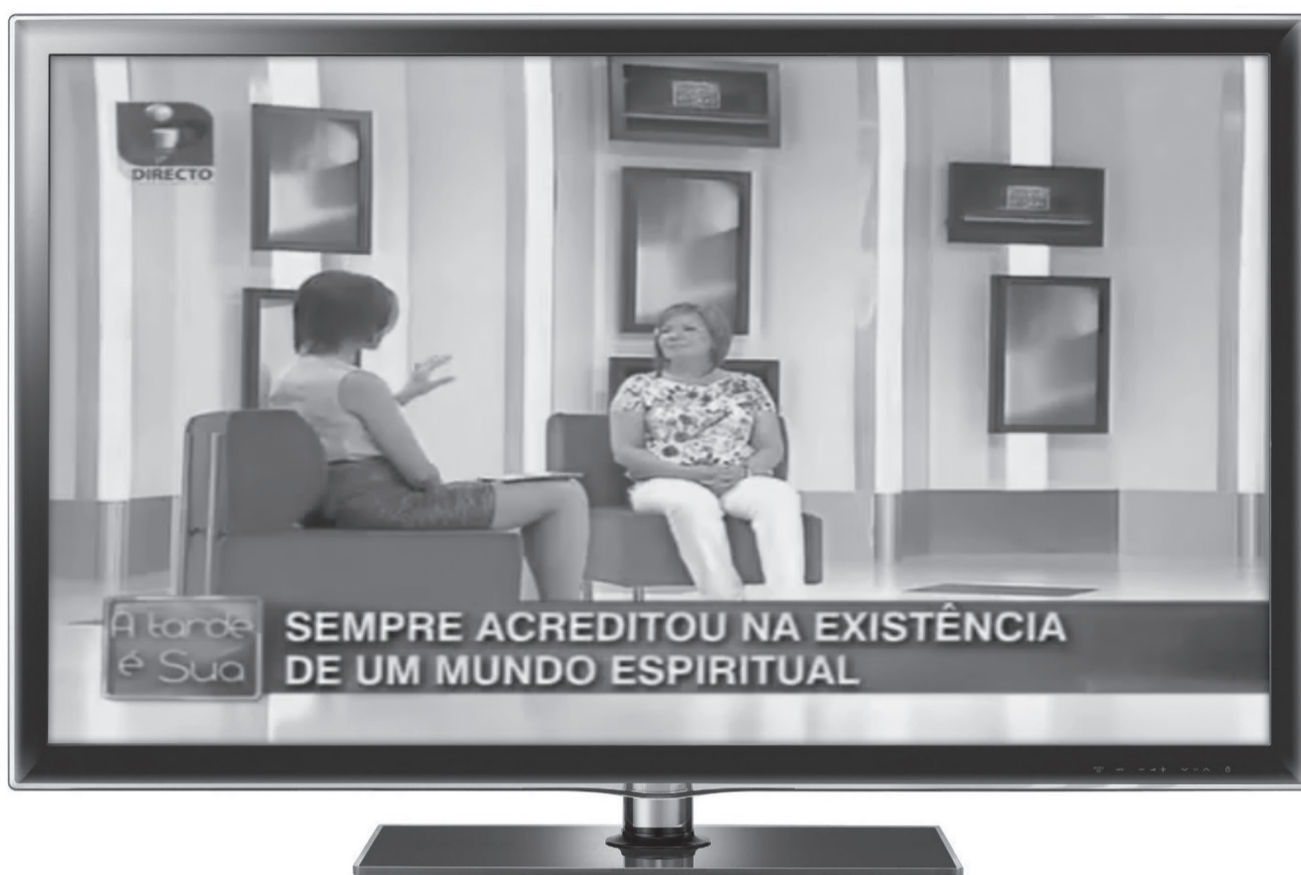 DIRECTO
A tarde
é Sua
SEMPRE ACREDITOU NA EXISTÊNCIA
DE UM MUNDO ESPIRITUAL